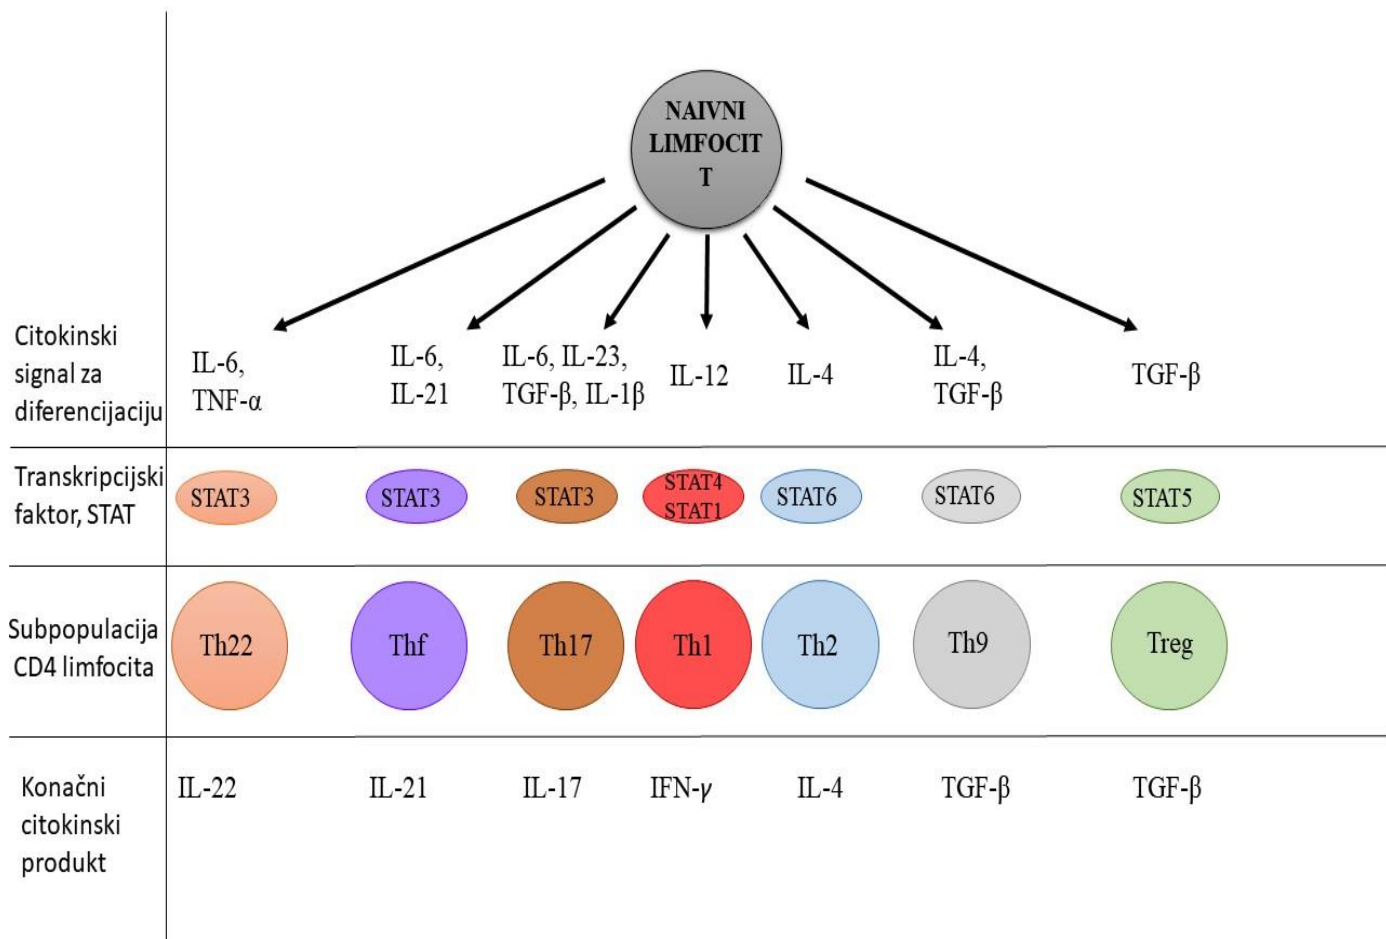 NAIVNI
LIMFOCIT
T
Citokinski
signal za
diferencijaciju
IL-6,
TNF-α
IL-6,
IL-21
IL-6, IL-23,
TGF-β, IL-1β
IL-12
IL-4
IL-4,
TGF-β
TGF-β
Transkripcijski
faktor, STAT
STAT3
STAT3
STAT3
STAT4
STAT1
STAT6
STAT6
STAT5
Subpopulacija
CD4 limfocita
Th22
Thf
Th17
Th1
Th2
Th9
Treg
Konačni
citokinski
produkt
IL-22
IL-21
IL-17
IFN-γ
IL-4
TGF-β
TGF-β